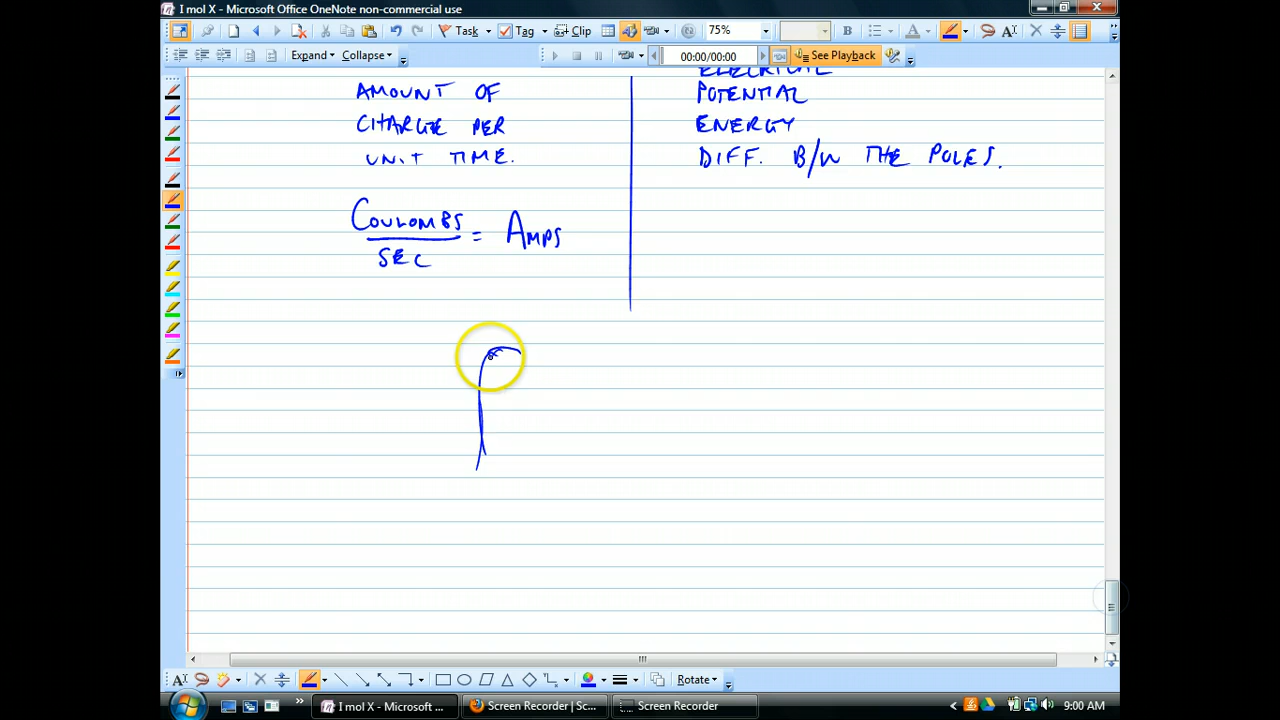 I mol X - Microsoft Office OneNote non-commercial use
Task
Tag
Clip
75%
B
Expand
Collapse
00:00/00:00
See Playback
ELECTRICAL
AMOUNT OF
CHARGE PER
UNIT TIME.
POTENTIAL
ENERGY
DIFF. B/W THE POLES.
COULOMBS
SEC
= AMPS
Rotate
I mol X - Microsoft ...
Screen Recorder | Sc...
Screen Recorder
9:00 AM